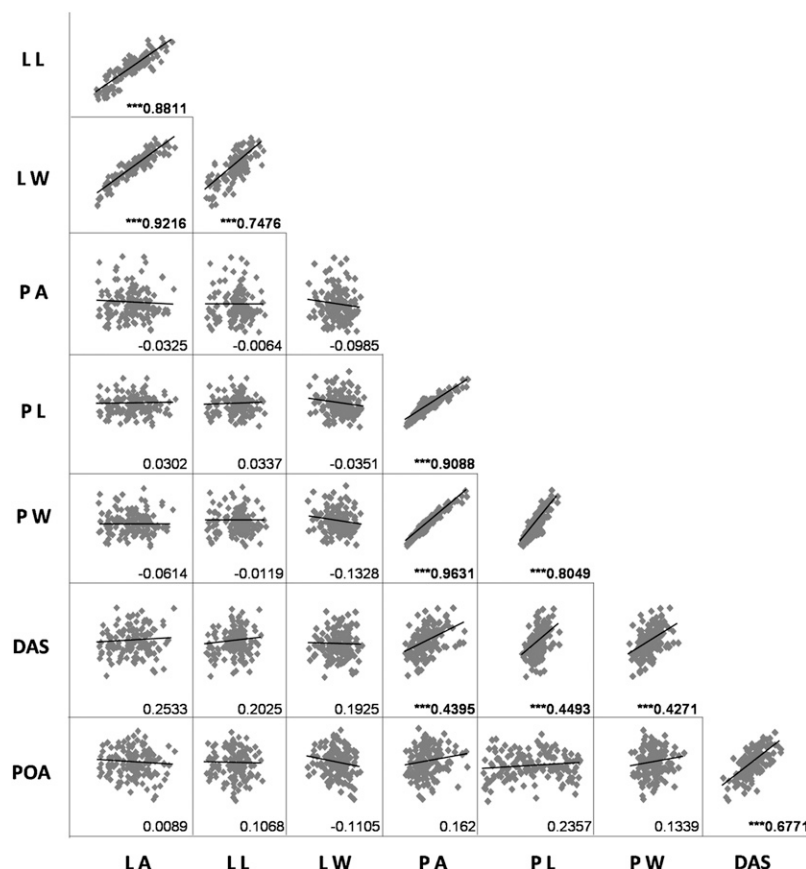 LL
***0.8811
LW
***0.9216 ***0.7476
PA
-0.0325 -0.0064 -0.0985
PL
0.0302 0.0337 -0.0351 ***0.9088
PW
-0.0614 -0.0119 -0.1328 ***0.9631 ***0.8049
DAS
0.2533 0.2025 0.1925 ***0.4395 ***0.4493 ***0.4271
POA
0.0089 0.1068 -0.1105 0.162 0.2357 0.1339 ***0.6771
LA LL LW PA PL PW DAS